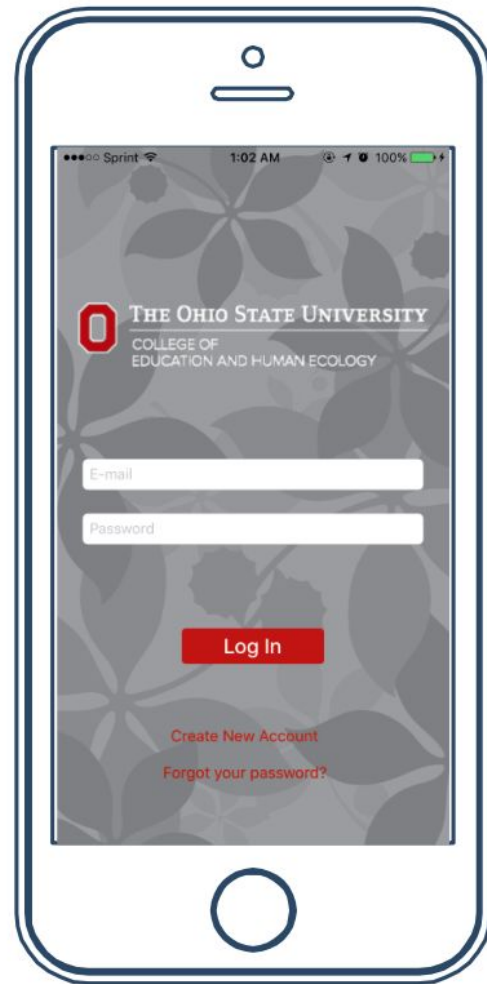 Sprint 1:02 AM 100%
O
THE OHIO STATE UNIVERSITY
COLLEGE OF
EDUCATION AND HUMAN ECOLOGY
E-mail
Password
Log In
Create New Account
Forgot your password?